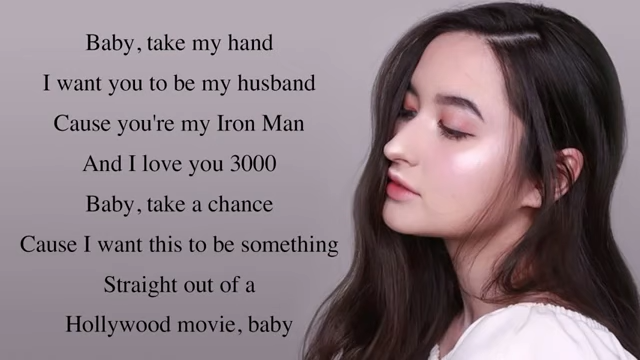 Baby, take my hand
I want you to be my husband
Cause you're my Iron Man
And I love you 3000
Baby, take a chance
Cause I want this to be something
Straight out of a
Hollywood movie, baby